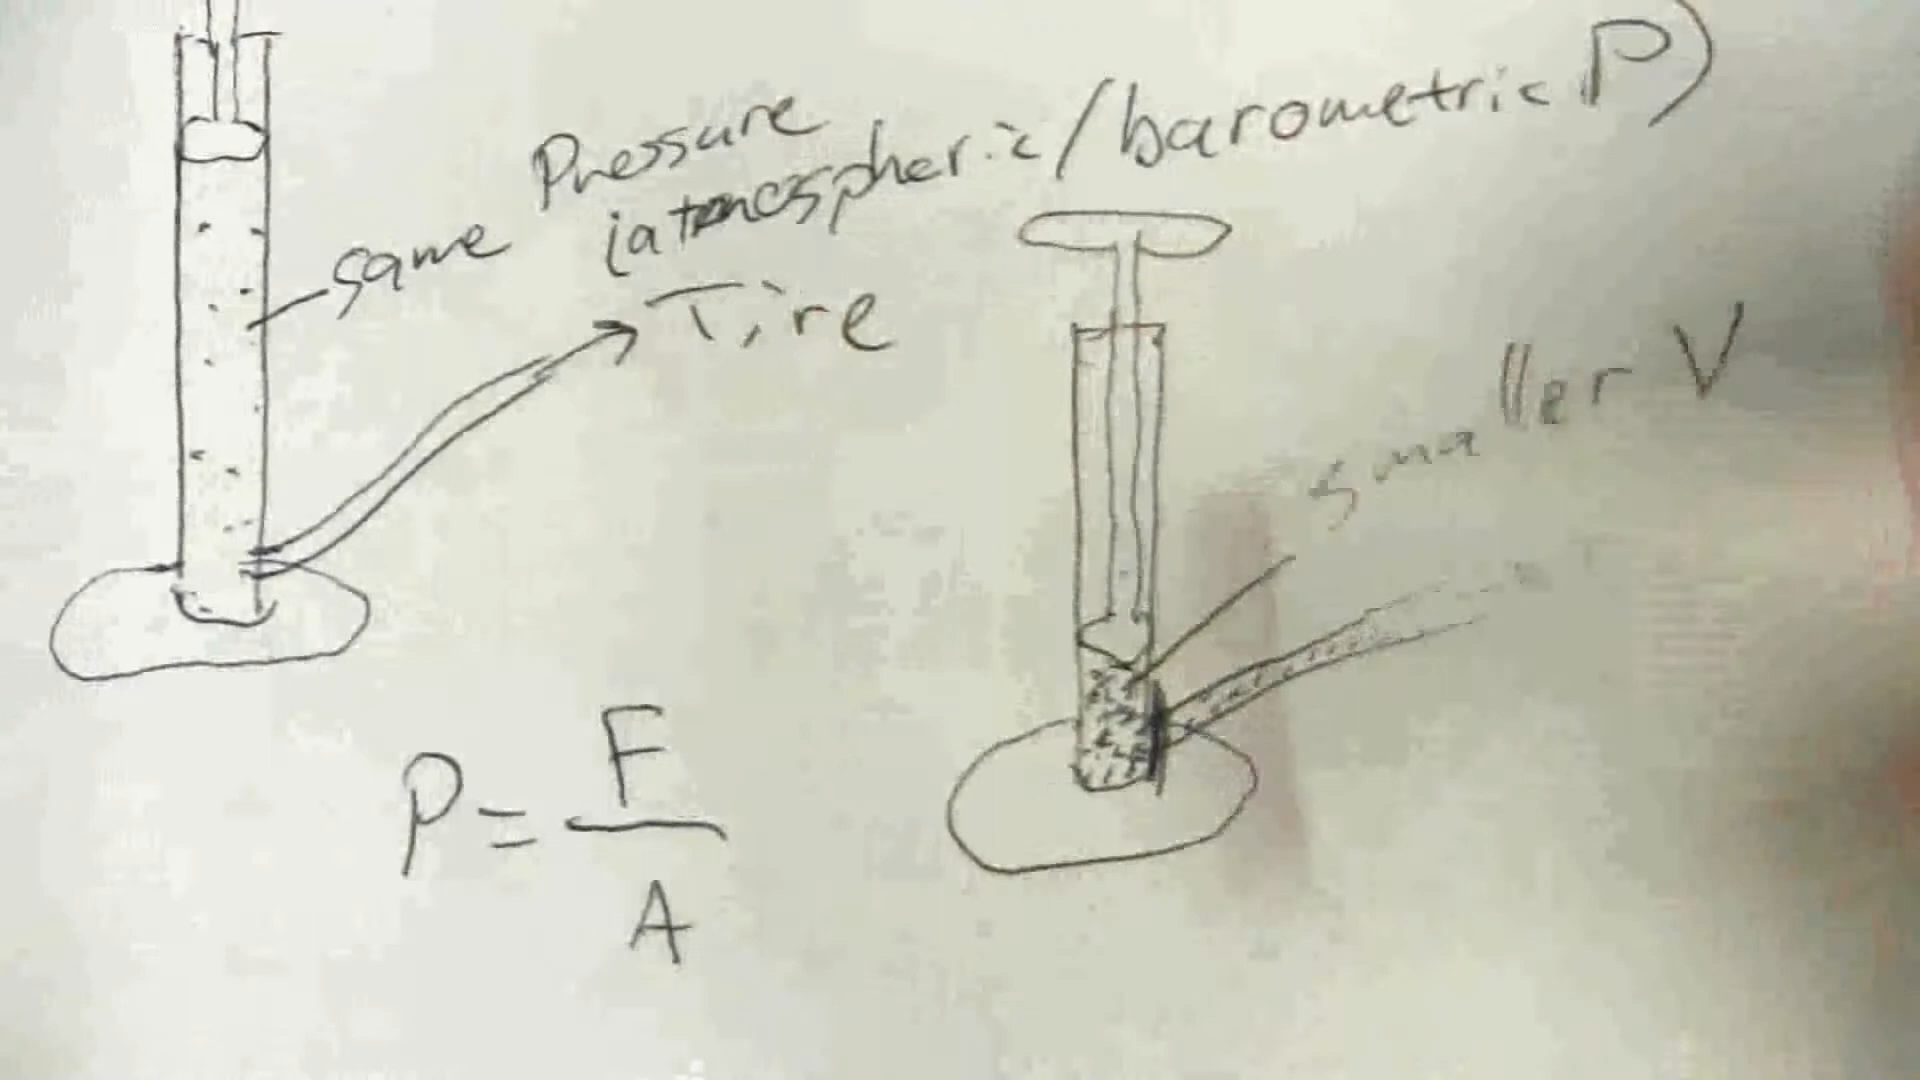 same Pressure
(atmospheric/barometric P)
Tire
smaller V
P = F
A